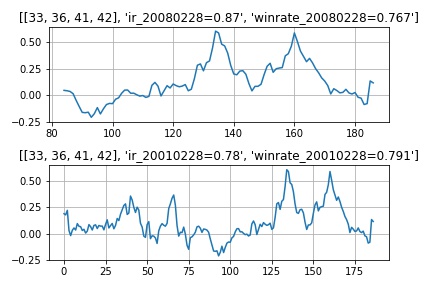 [[33, 36, 41, 42], 'ir_20080228=0.87', 'winrate_20080228=0.767']
0.50
0.25
0.00
−0.25
80 100 120 140 160 180
[[33, 36, 41, 42], 'ir_20010228=0.78', 'winrate_20010228=0.791']
0.50
0.25
0.00
−0.25
0 25 50 75 100 125 150 175